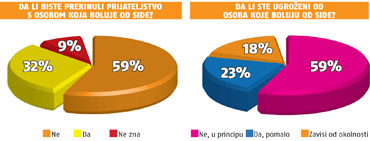 DA LI BISTE PREKINULI PRIJATELJSTVO
S OSOBOM KOJA BOLUJE OD SIDE?
9%
32%
59%
Ne
Da
Ne zna
DA LI STE UGROŽENI OD
OSOBA KOJE BOLUJU OD SIDE?
18%
23%
59%
Ne, u principu
Da, pomalo
Zavisi od okolnosti